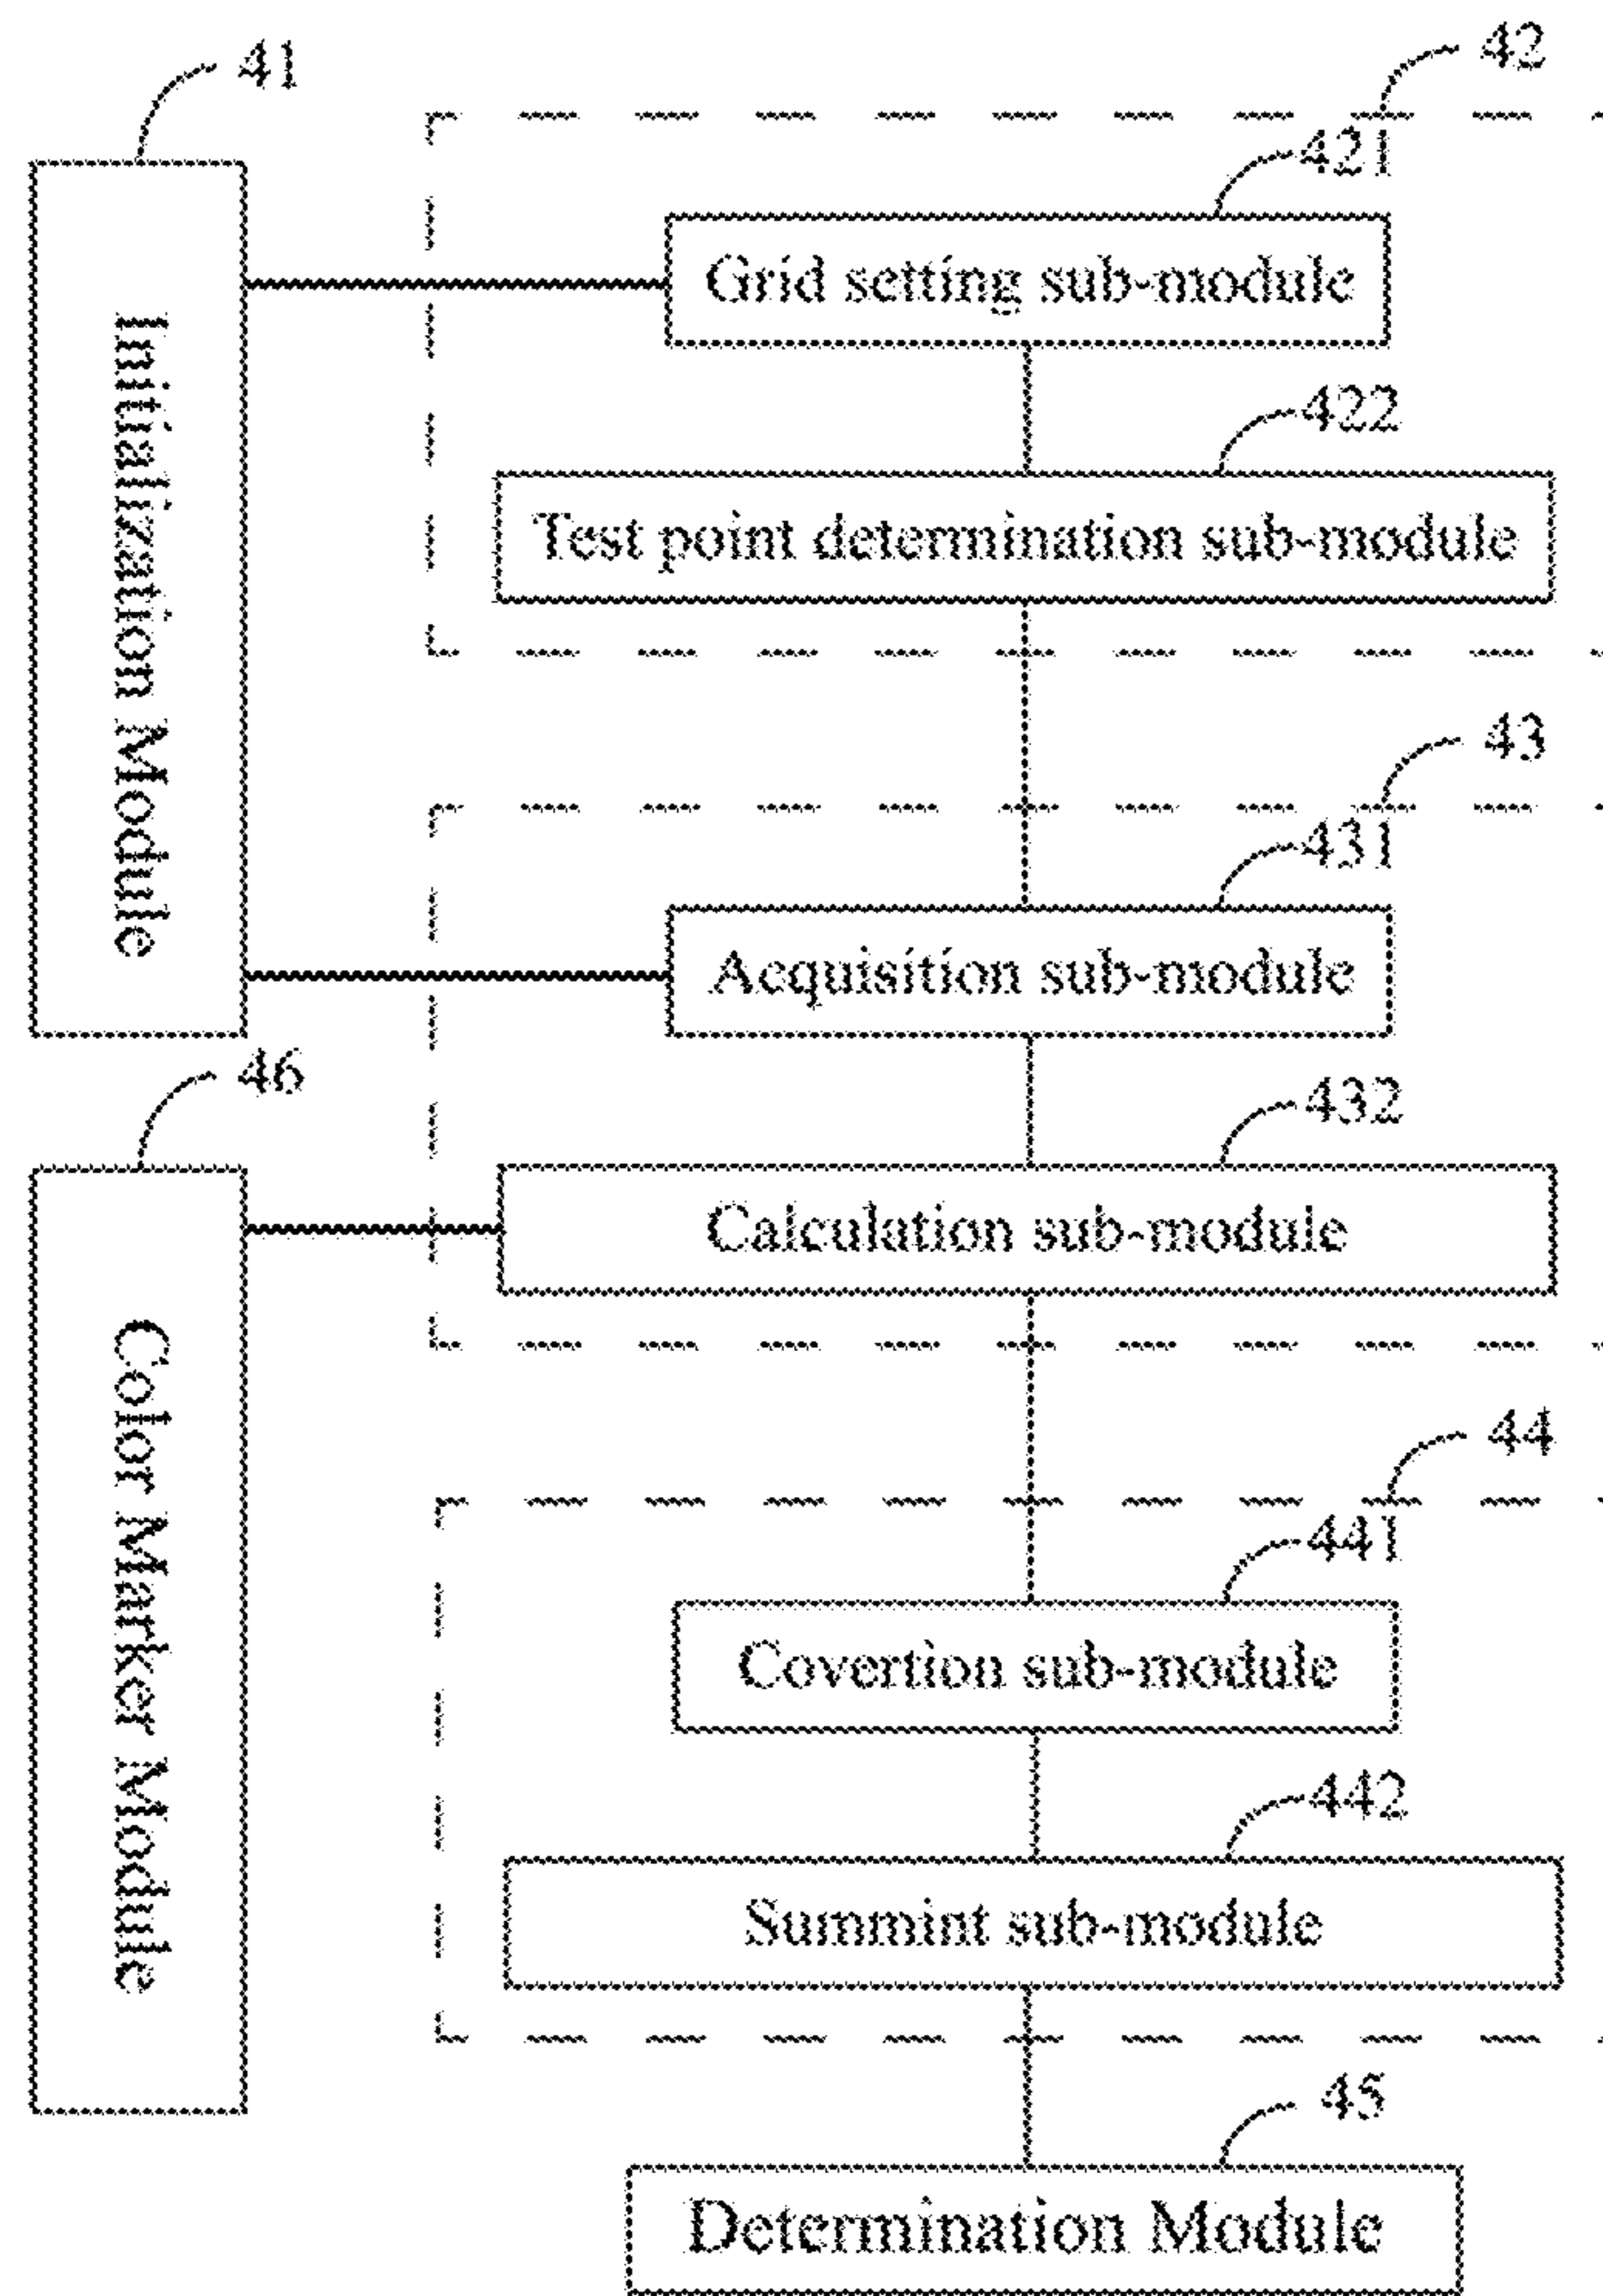 41
42
421
Grid setting sub-module
Initialization Module
422
Test point determination sub-module
43
431
Acquisition sub-module
46
432
Calculation sub-module
Color Marker Module
44
441
Covertion sub-module
442
Summint sub-module
45
Determination Module